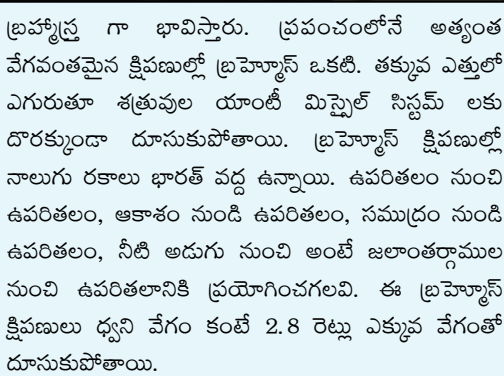 బ్రహ్మాస్త్ర గా భావిస్తారు. ప్రపంచంలోనే అత్యంత
వేగవంతమైన క్షిపణుల్లో బ్రహ్మోస్ ఒకటి. తక్కువ ఎత్తులో
ఎగురుతూ శత్రువుల యాంటీ మిస్సైల్ సిస్టమ్ లకు
దొరక్కుండా దూసుకుపోతాయి. బ్రహ్మోస్ క్షిపణుల్లో
నాలుగు రకాలు భారత్ వద్ద ఉన్నాయి. ఉపరితలం నుంచి
ఉపరితలం, ఆకాశం నుండి ఉపరితలం, సముద్రం నుండి
ఉపరితలం, నీటి అడుగు నుంచి అంటే జలాంతర్గాముల
నుంచి ఉపరితలానికి ప్రయోగించగలవి. ఈ బ్రహ్మోస్
క్షిపణులు ధ్వని వేగం కంటే 2.8 రెట్లు ఎక్కువ వేగంతో
దూసుకుపోతాయి.